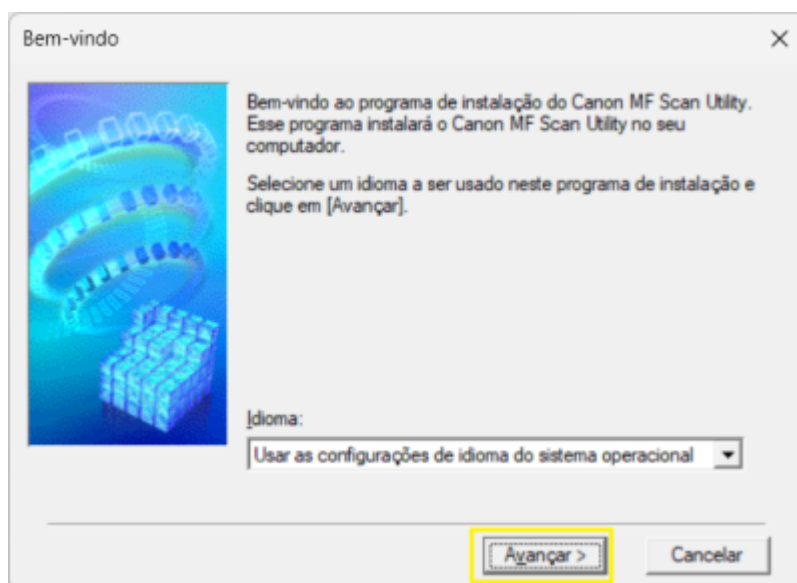 Bem-vindo
Bem-vindo ao programa de instalação do Canon MF Scan Utility.
Esse programa instalará o Canon MF Scan Utility no seu
computador.
Selecione um idioma a ser usado neste programa de instalação e
clique em [Avançar].
Idioma:
Usar as configurações de idioma do sistema operacional
Avançar >
Cancelar